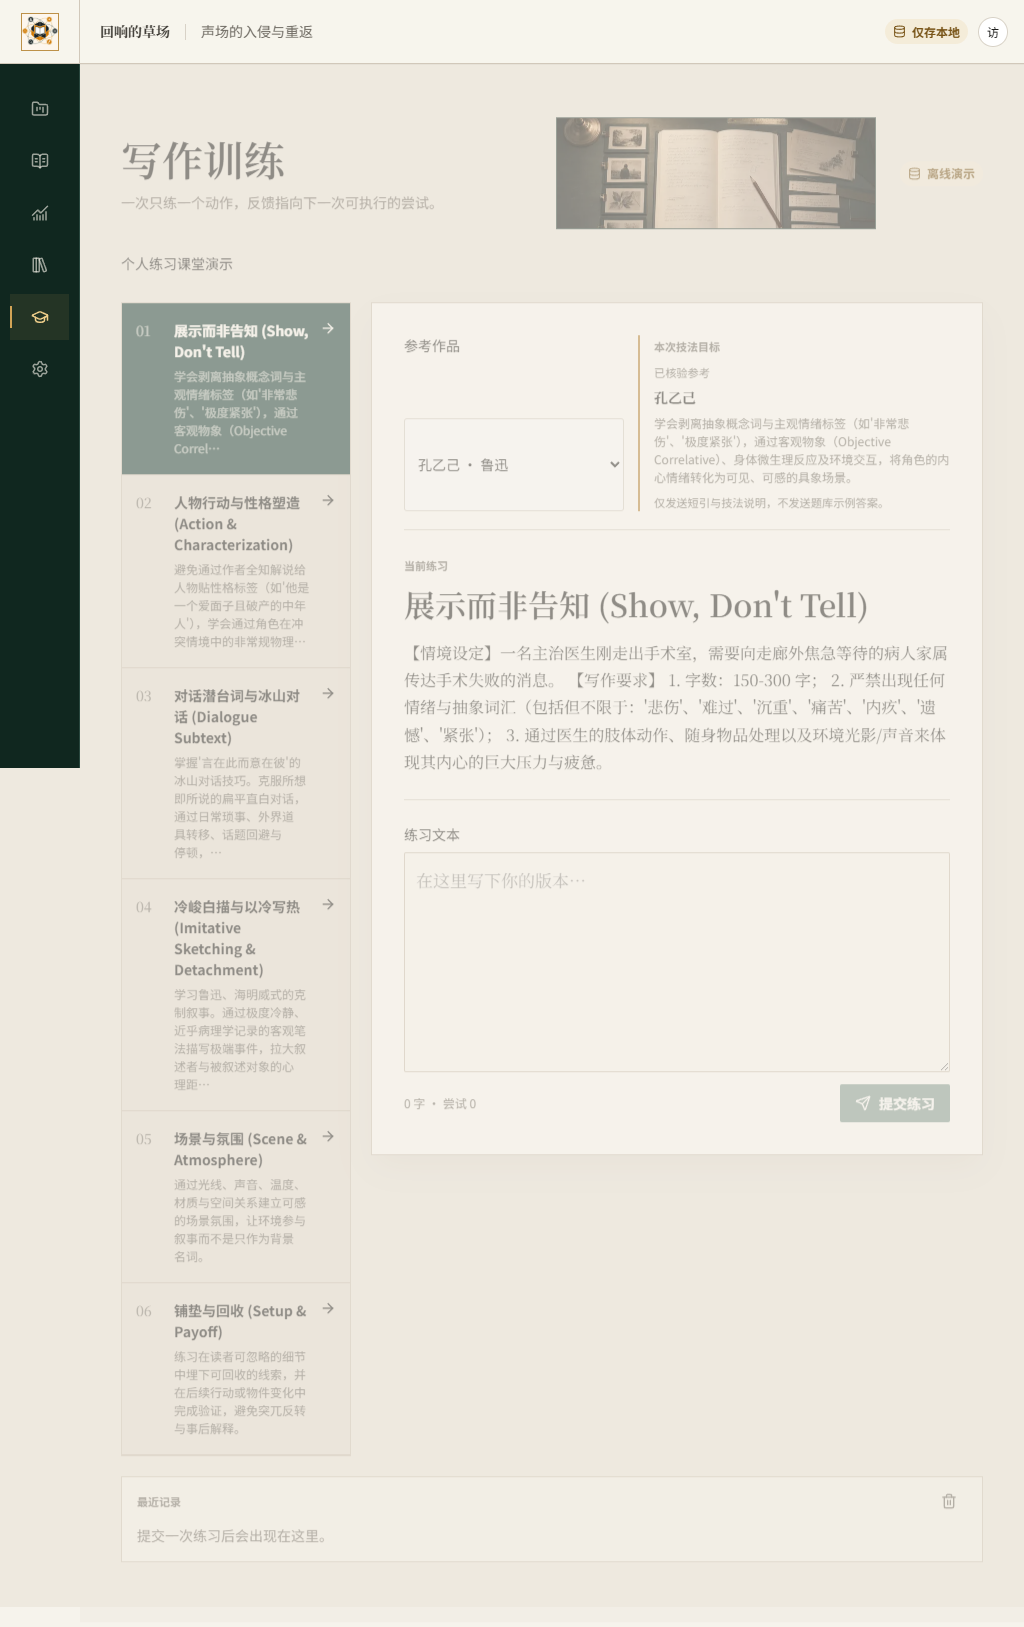 回响的草场
声场的入侵与重返
仅存本地
访
写作训练
一次只练一个动作，反馈指向下一次可执行的尝试。
离线演示
个人练习课堂演示
01
展示而非告知 (Show,
Don't Tell)
学会剥离抽象概念词与主
观情绪标签（如'非常悲
伤'、'极度紧张'），通过
客观物象（Objective
Correl…
02
人物行动与性格塑造
(Action &
Characterization)
避免通过作者全知解说给
人物贴性格标签（如'他是
一个爱面子且破产的中年
人'），学会通过角色在冲
突情境中的非常规物理…
03
对话潜台词与冰山对
话 (Dialogue
Subtext)
掌握'言在此而意在彼'的
冰山对话技巧。克服所想
即所说的扁平直白对话，
通过日常琐事、外界道
具转移、话题回避与
停顿，…
04
冷峻白描与以冷写热
(Imitative
Sketching &
Detachment)
学习鲁迅、海明威式的克
制叙事。通过极度冷静、
近乎病理学记录的客观笔
法描写极端事件，拉大叙
述者与被叙述对象的心
理距…
05
场景与氛围 (Scene &
Atmosphere)
通过光线、声音、温度、
材质与空间关系建立可感
的场景氛围，让环境参与
叙事而不是只作为背景
名词。
06
铺垫与回收 (Setup &
Payoff)
练习在读者可忽略的细节
中埋下可回收的线索，并
在后续行动或物件变化中
完成验证，避免突兀反转
与事后解释。
参考作品
孔乙己 · 鲁迅
本次技法目标
已核验参考
孔乙己
学会剥离抽象概念词与主观情绪标签（如'非常悲
伤'、'极度紧张'），通过客观物象（Objective
Correlative）、身体微生理反应及环境交互，将角色的内
心情绪转化为可见、可感的具象场景。
仅发送短引与技法说明，不发送题库示例答案。
当前练习
展示而非告知 (Show, Don't Tell)
【情境设定】一名主治医生刚走出手术室，需要向走廊外焦急等待的病人家属
传达手术失败的消息。 【写作要求】 1. 字数：150-300 字； 2. 严禁出现任何
情绪与抽象词汇（包括但不限于：'悲伤'、'难过'、'沉重'、'痛苦'、'内疚'、'遗
憾'、'紧张'）； 3. 通过医生的肢体动作、随身物品处理以及环境光影/声音来体
现其内心的巨大压力与疲惫。
练习文本
在这里写下你的版本…
0 字 · 尝试 0
提交练习
最近记录
提交一次练习后会出现在这里。